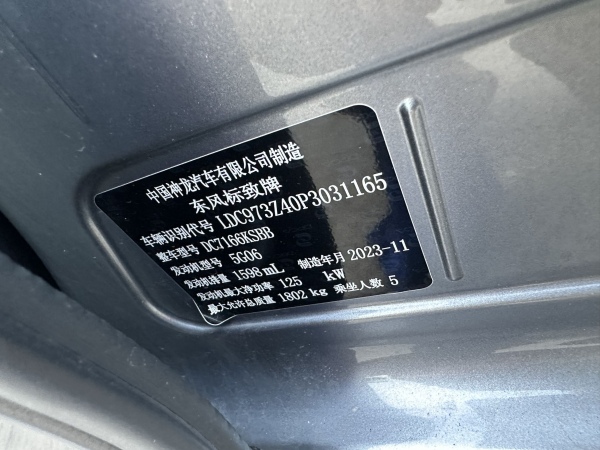 中国神龙汽车有限公司制造
东风标致牌
车辆识别代号 LDC973Z40P3031165
整车型号 DC7166KSBB
发动机型号 5G06
发动机排量 1598 mL 制造年月 2023-11
发动机最大净功率 125 kW
最大允许总质量 1802 kg 乘坐人数 5